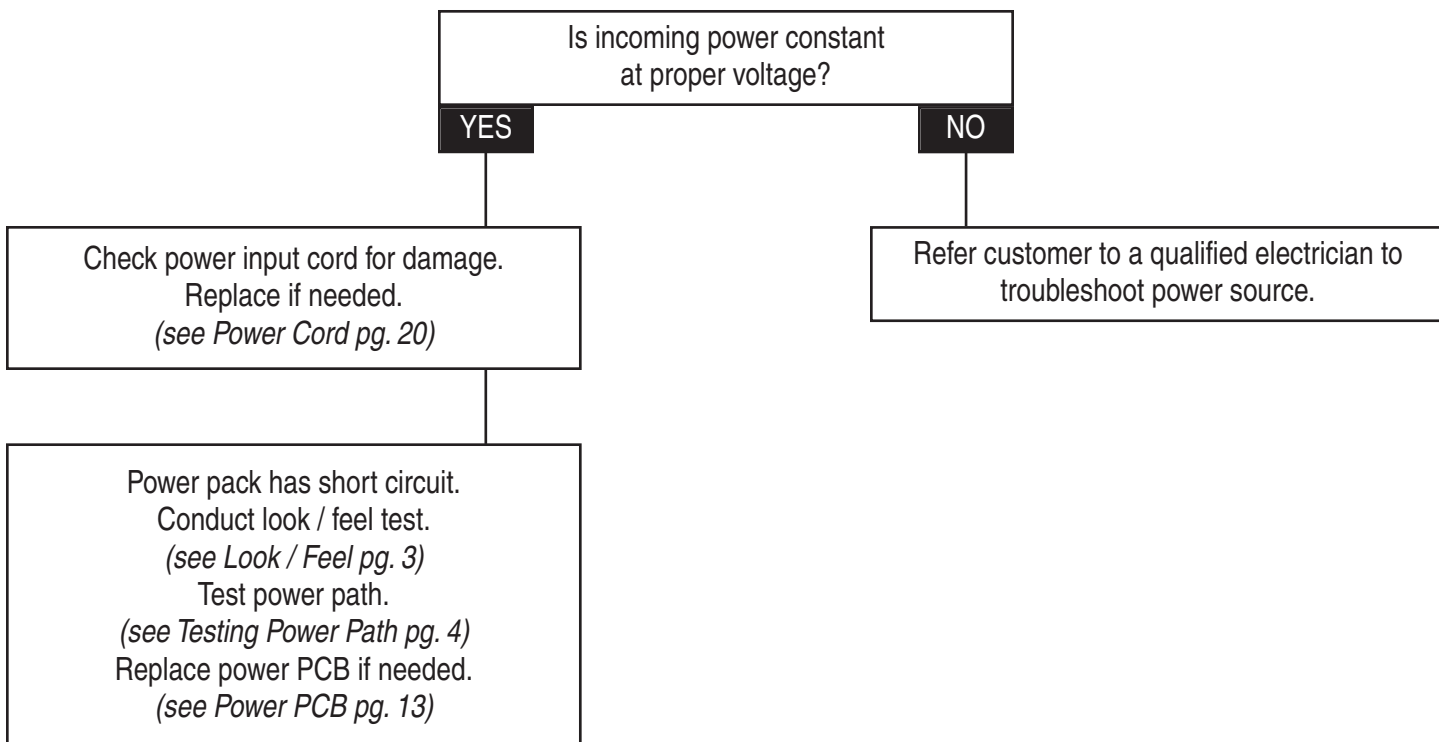 Is incoming power constant
at proper voltage?
YES
NO
Check power input cord for damage.
Replace if needed.
(see Power Cord pg. 20)
Refer customer to a qualified electrician to
troubleshoot power source.
Power pack has short circuit.
Conduct look / feel test.
(see Look / Feel pg. 3)
Test power path.
(see Testing Power Path pg. 4)
Replace power PCB if needed.
(see Power PCB pg. 13)